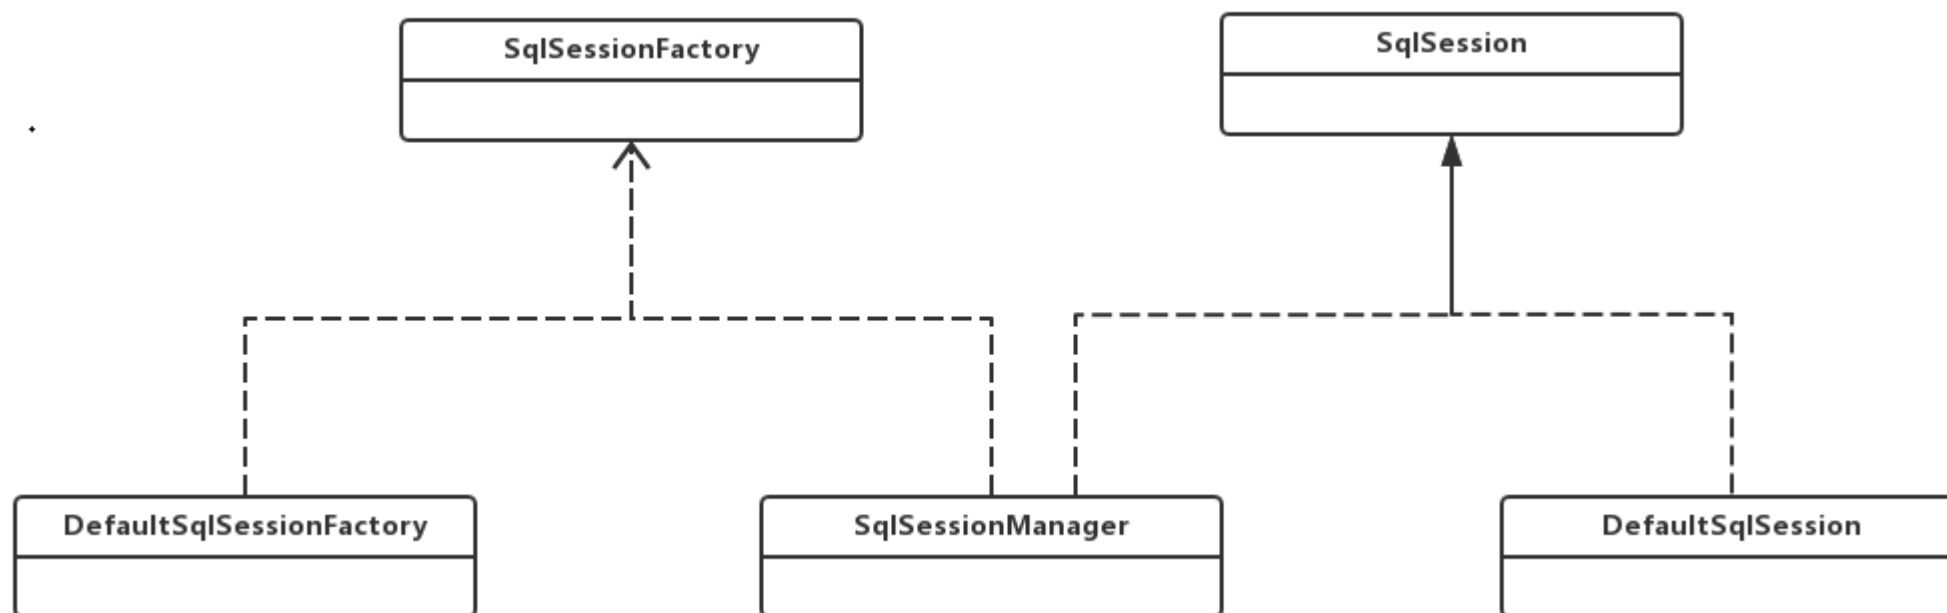 SqlSessionFactory
SqlSession
DefaultSqlSessionFactory
SqlSessionManager
DefaultSqlSession